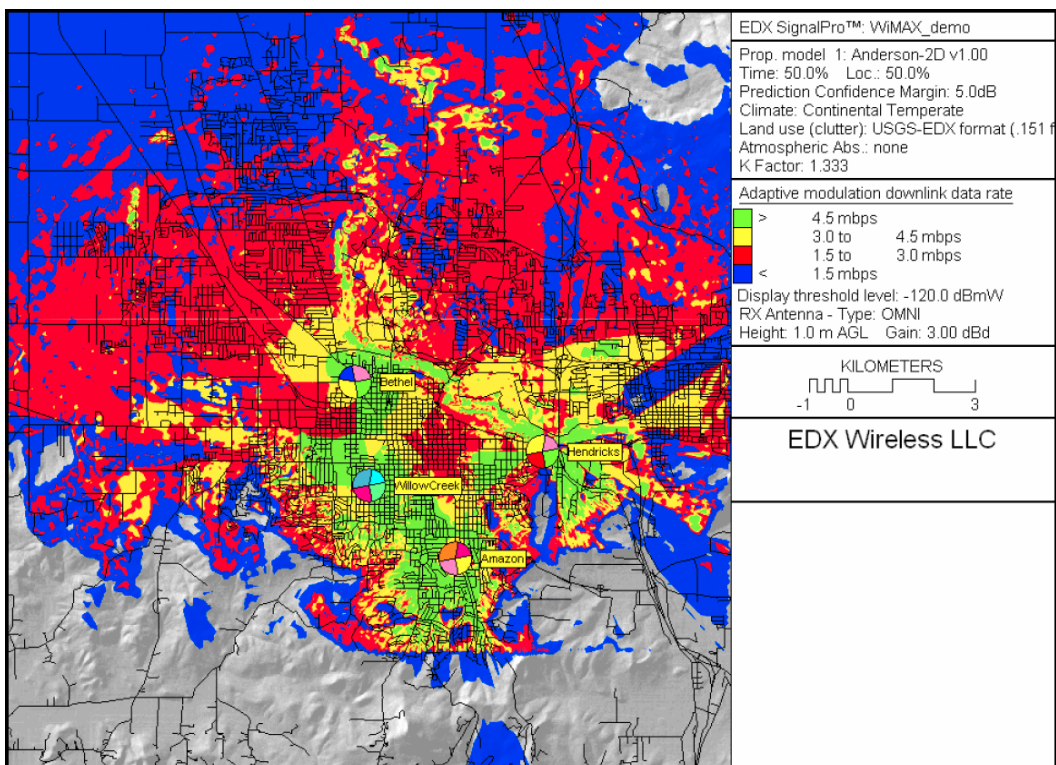 EDX SignalPro™: WiMAX_demo
Prop. model 1: Anderson-2D v1.00
Time: 50.0% Loc.: 50.0%
Prediction Confidence Margin: 5.0dB
Climate: Continental Temperate
Land use (clutter): USGS-EDX format (.151 f
Atmospheric Abs.: none
K Factor: 1.333
Adaptive modulation downlink data rate
> 4.5 mbps
3.0 to 4.5 mbps
1.5 to 3.0 mbps
< 1.5 mbps
Display threshold level: -120.0 dBmW
RX Antenna - Type: OMNI
Height: 1.0 m AGL Gain: 3.00 dBd
KILOMETERS
-1 0 3
EDX Wireless LLC
Bethel
Hendricks
WillowCreek
Amazon